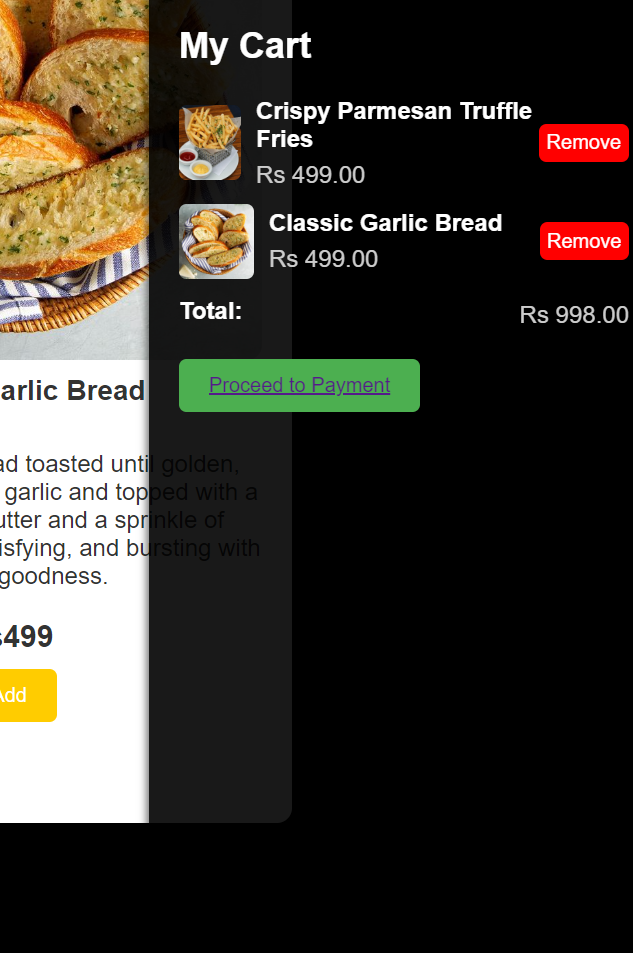 My Cart
Crispy Parmesan Truffle
Fries
Rs 499.00
Remove
Classic Garlic Bread
Rs 499.00
Remove
Total:
Rs 998.00
Proceed to Payment
arlic Bread
ad toasted until golden,
garlic and topped with a
utter and a sprinkle of
isfying, and bursting with
goodness.
s499
Add